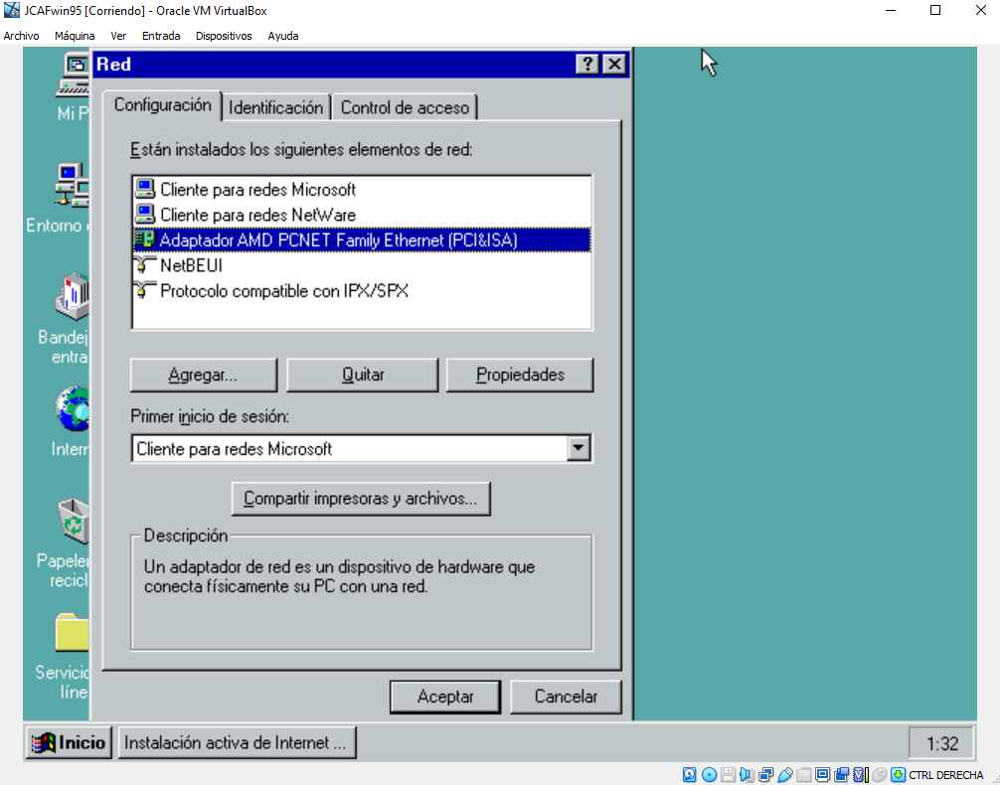 JCAFwin95 [Corriendo] - Oracle VM VirtualBox
Archivo Máquina Ver Entrada Dispositivos Ayuda
Mi P
Entorno
Bandej
entra
Intern
Papeler
recicl
Servicio
líne
Red
Configuración Identificación Control de acceso
Están instalados los siguientes elementos de red:
Cliente para redes Microsoft
Cliente para redes NetWare
Adaptador AMD PCNET Family Ethernet (PCI&ISA)
NetBEUI
Protocolo compatible con IPX/SPX
Agregar... Quitar Propiedades
Primer inicio de sesión:
Cliente para redes Microsoft
Compartir impresoras y archivos...
Descripción
Un adaptador de red es un dispositivo de hardware que
conecta físicamente su PC con una red.
Aceptar Cancelar
Inicio Instalación activa de Internet ... 1:32
CTRL DERECHA